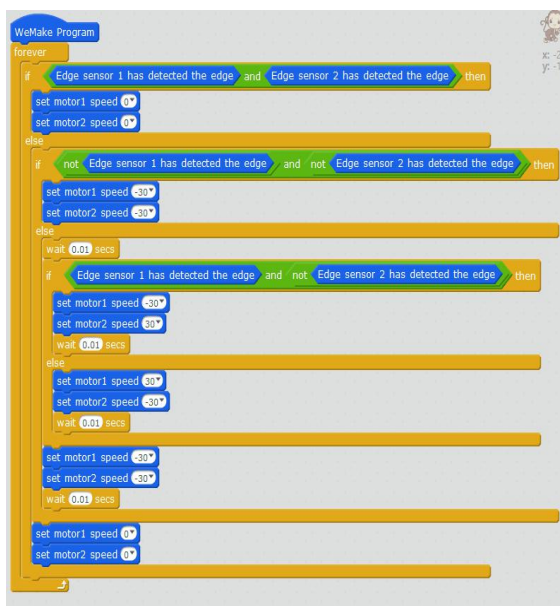 WeMake Program
forever
if Edge sensor 1 has detected the edge and Edge sensor 2 has detected the edge then
set motor1 speed 0
set motor2 speed 0
else
if not Edge sensor 1 has detected the edge and not Edge sensor 2 has detected the edge then
set motor1 speed -30
set motor2 speed -30
else
wait 0.01 secs
if Edge sensor 1 has detected the edge and not Edge sensor 2 has detected the edge then
set motor1 speed -30
set motor2 speed 30
wait 0.01 secs
else
set motor1 speed 30
set motor2 speed -30
wait 0.01 secs
set motor1 speed -30
set motor2 speed -30
wait 0.01 secs
set motor1 speed 0
set motor2 speed 0
x:
y: